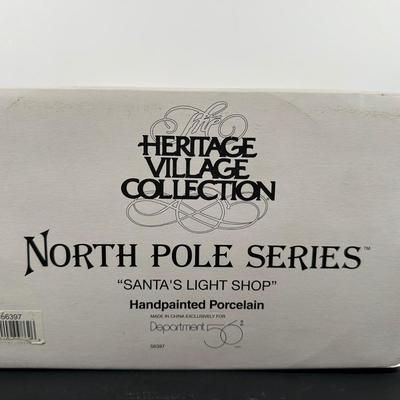 The
HERITAGE
VILLAGE
COLLECTION
NORTH POLE SERIES™
"SANTA'S LIGHT SHOP"
Handpainted Porcelain
MADE IN CHINA EXCLUSIVELY FOR
Department 56®
56397
56397